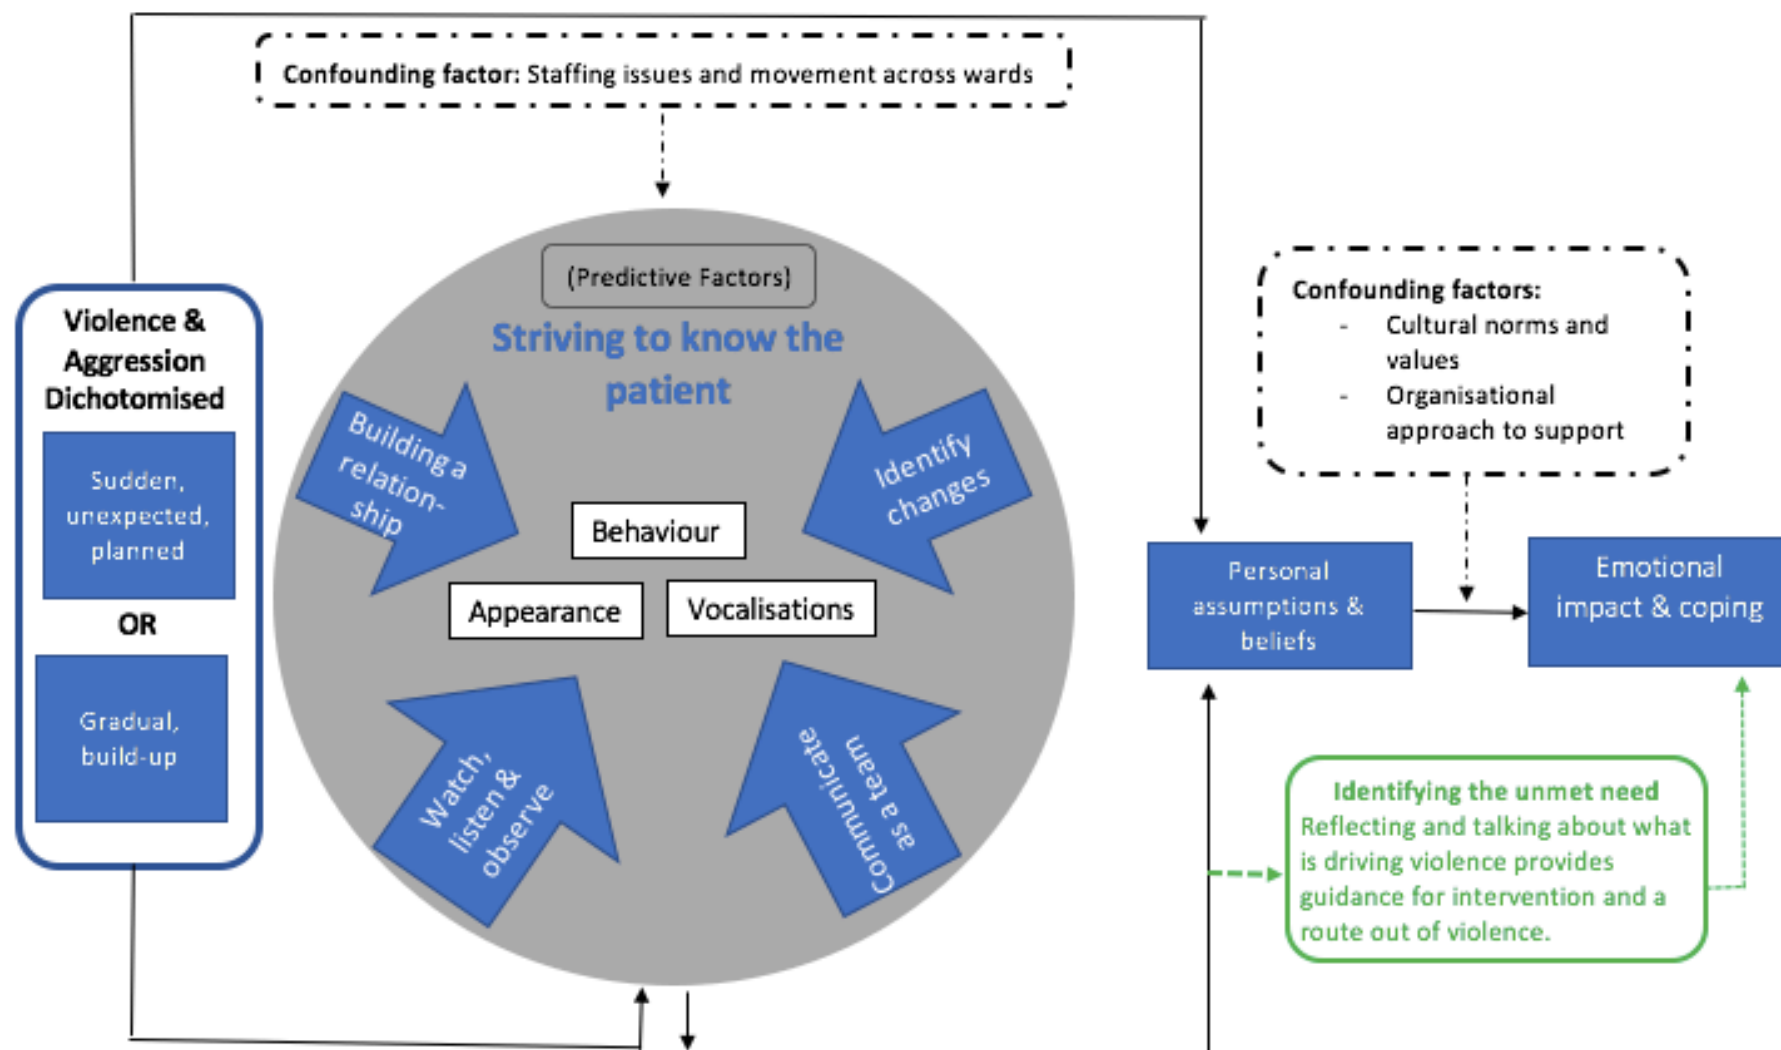 Confounding factor: Staffing issues and movement across wards
Violence &
Aggression
Dichotomised
Sudden,
unexpected,
planned
OR
Gradual,
build-up
(Predictive Factors)
Striving to know the
patient
Building a
relation-
ship
Identify
changes
Behaviour
Appearance
Vocalisations
Watch,
listen &
observe
Communicate
as a team
Confounding factors:
- Cultural norms and
values
- Organisational
approach to support
Personal
assumptions &
beliefs
Emotional
impact & coping
Identifying the unmet need
Reflecting and talking about what
is driving violence provides
guidance for intervention and a
route out of violence.